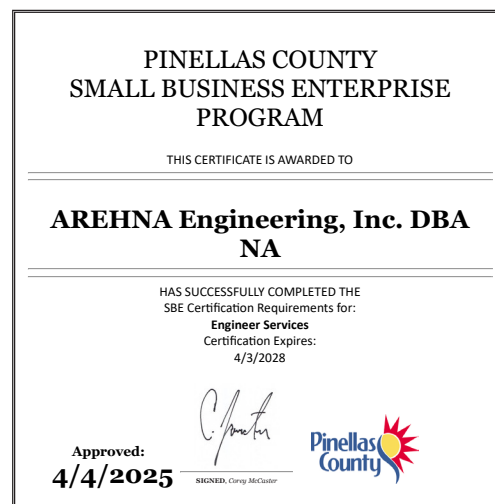 PINELLAS COUNTY
SMALL BUSINESS ENTERPRISE
PROGRAM
THIS CERTIFICATE IS AWARDED TO
AREHNA Engineering, Inc. DBA
NA
HAS SUCCESSFULLY COMPLETED THE
SBE Certification Requirements for:
Engineer Services
Certification Expires:
4/3/2028
Approved:
4/4/2025
SIGNED, Corey McCaster
Pinellas
County